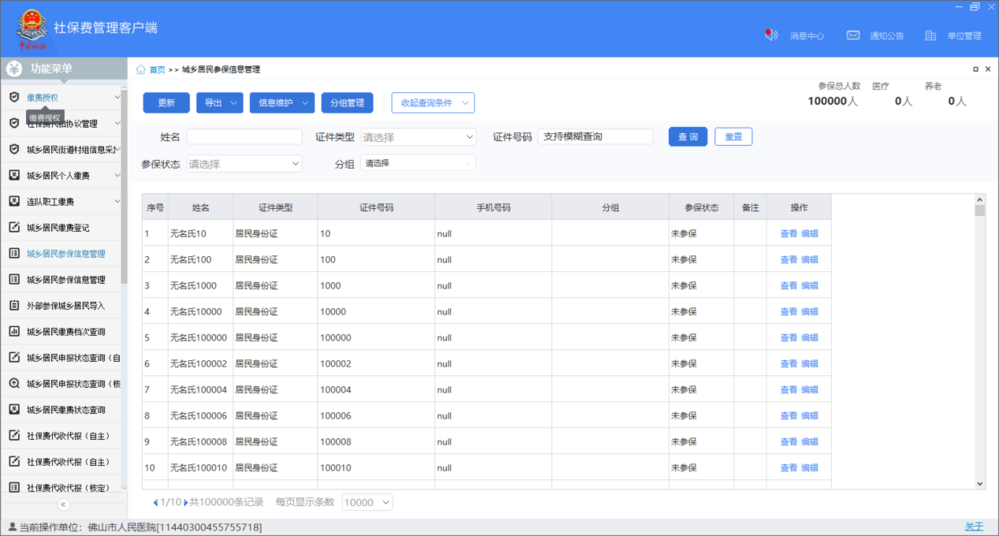 社保费管理客户端
消息中心 通知公告 单位管理
功能菜单
首页 >> 城乡居民参保信息管理
缴费授权
缴费授权
城乡居民街道村组信息采
城乡居民个人缴费
连队职工缴费
城乡居民缴费登记
城乡居民参保信息管理
城乡居民参保信息管理
外部参保城乡居民导入
城乡居民缴费档次查询
城乡居民申报状态查询（自
城乡居民申报状态查询（核
城乡居民缴费状态查询
社保费代收代报（自主）
社保费代收代报（自主）
社保费代收代报（核定）
更新 导出 信息维护 分组管理 收起查询条件
参保总人数 医疗 养老
100000人 0人 0人
姓名 证件类型 请选择 证件号码 支持模糊查询 查询 重置
参保状态 请选择 分组 请选择
序号 姓名 证件类型 证件号码 手机号码 分组 参保状态 备注 操作
1 无名氏10 居民身份证 10 null 未参保 查看 编辑
2 无名氏100 居民身份证 100 null 未参保 查看 编辑
3 无名氏1000 居民身份证 1000 null 未参保 查看 编辑
4 无名氏10000 居民身份证 10000 null 未参保 查看 编辑
5 无名氏100000 居民身份证 100000 null 未参保 查看 编辑
6 无名氏100002 居民身份证 100002 null 未参保 查看 编辑
7 无名氏100004 居民身份证 100004 null 未参保 查看 编辑
8 无名氏100006 居民身份证 100006 null 未参保 查看 编辑
9 无名氏100008 居民身份证 100008 null 未参保 查看 编辑
10 无名氏100010 居民身份证 100010 null 未参保 查看 编辑
1/10 共100000条记录 每页显示条数 10000
当前操作单位：佛山市人民医院[11440300455755718] 关于